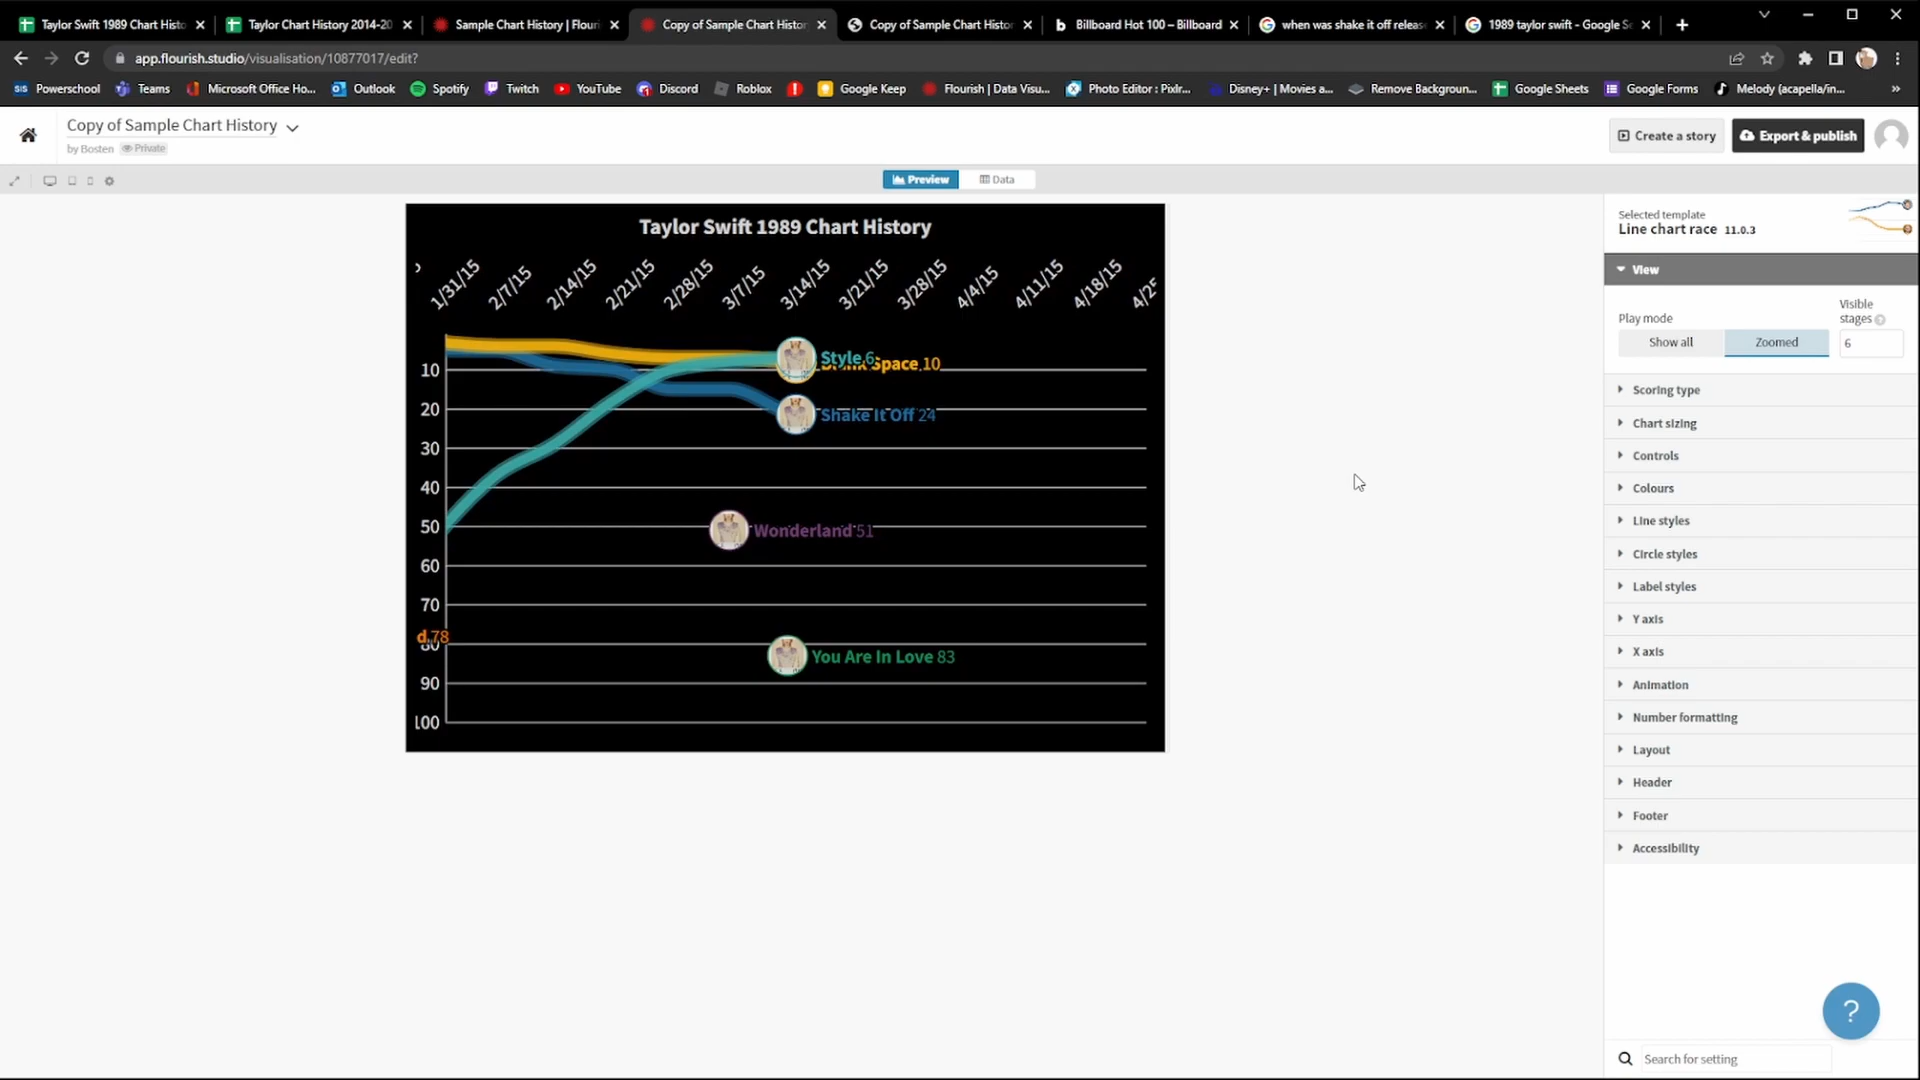 Taylor Swift 1989 Chart Histo
Taylor Chart History 2014-20
Sample Chart History | Flouri
Copy of Sample Chart Histor
Copy of Sample Chart Histor
Billboard Hot 100 – Billboard
when was shake it off releas
1989 taylor swift - Google Se
app.flourish.studio/visualisation/10877017/edit?
SIS Powerschool
Teams
Microsoft Office Ho...
Outlook
Spotify
Twitch
YouTube
Discord
Roblox
Google Keep
Flourish | Data Visu...
Photo Editor : Pixlr...
Disney+ | Movies a...
Remove Backgroun...
Google Sheets
Google Forms
Melody (acapella/in...
»
Copy of Sample Chart History
by Bosten Private
Create a story
Export & publish
Preview
Data
Selected template
Line chart race 11.0.3
View
Play mode
Visible
stages ?
Show all
Zoomed
6
Scoring type
Chart sizing
Controls
Colours
Line styles
Circle styles
Label styles
Y axis
X axis
Animation
Number formatting
Layout
Header
Footer
Accessibility
Search for setting
?
Taylor Swift 1989 Chart History
1/31/15
2/7/15
2/14/15
2/21/15
2/28/15
3/7/15
3/14/15
3/21/15
3/28/15
4/4/15
4/11/15
4/18/15
4/25
10
20
30
40
50
60
70
80
90
100
Style 6
Space 10
Shake It Off 24
Wonderland 51
d 78
You Are In Love 83